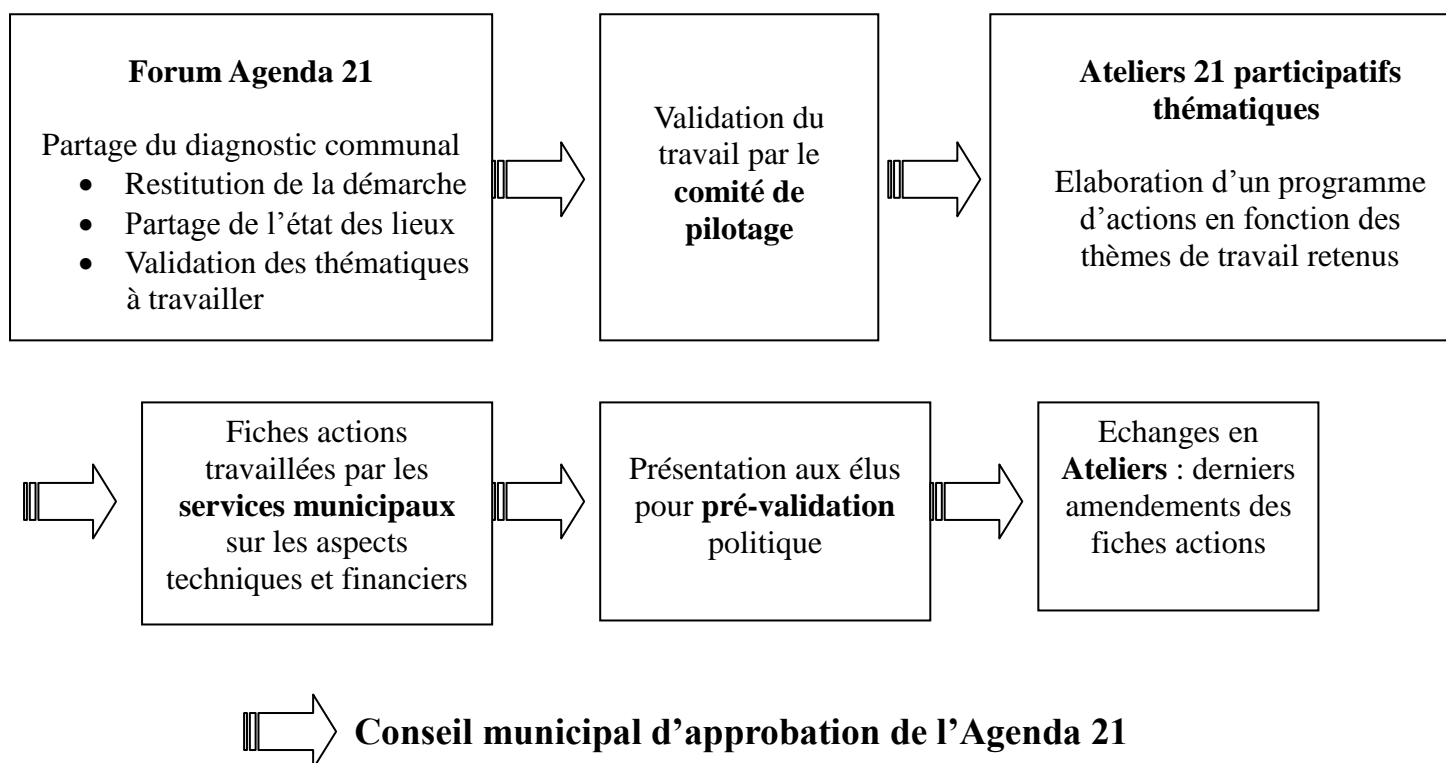 Forum Agenda 21
Partage du diagnostic communal
• Restitution de la démarche
• Partage de l’état des lieux
• Validation des thématiques
à travailler
Validation du
travail par le
comité de
pilotage
Ateliers 21 participatifs
thématiques
Elaboration d’un programme
d’actions en fonction des
thèmes de travail retenus
Fiches actions
travaillées par les
services municipaux
sur les aspects
techniques et financiers
Présentation aux élus
pour pré-validation
politique
Echanges en
Ateliers : derniers
amendements des
fiches actions
Conseil municipal d’approbation de l’Agenda 21